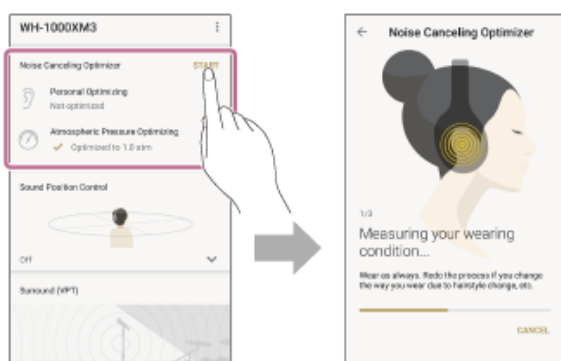 WH-1000XM3
Noise Canceling Optimizer
START
Personal Optimizing
Not optimized
Atmospheric Pressure Optimizing
Optimized to 1.0 atm
Sound Position Control
Off
Surround (VPT)
Noise Canceling Optimizer
1/3
Measuring your wearing
condition...
Wear as always. Redo the process if you change
the way you wear due to hairstyle change, etc.
CANCEL